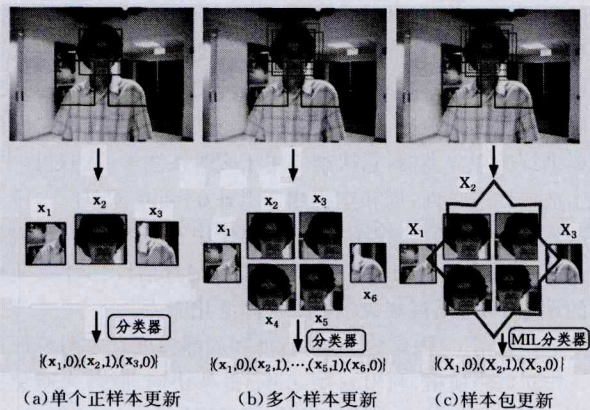 x₁ x₂ x₃
分类器
{(x₁,0),(x₂,1),(x₃,0)}
(a)单个正样本更新
x₁ x₂ x₃
x₄ x₅ x₆
分类器
{(x₁,0),(x₂,1),⋯,(x₅,1),(x₆,0)}
(b)多个样本更新
X₂
X₁ X₃
MIL分类器
{(X₁,0),(X₂,1),(X₃,0)}
(c)样本包更新